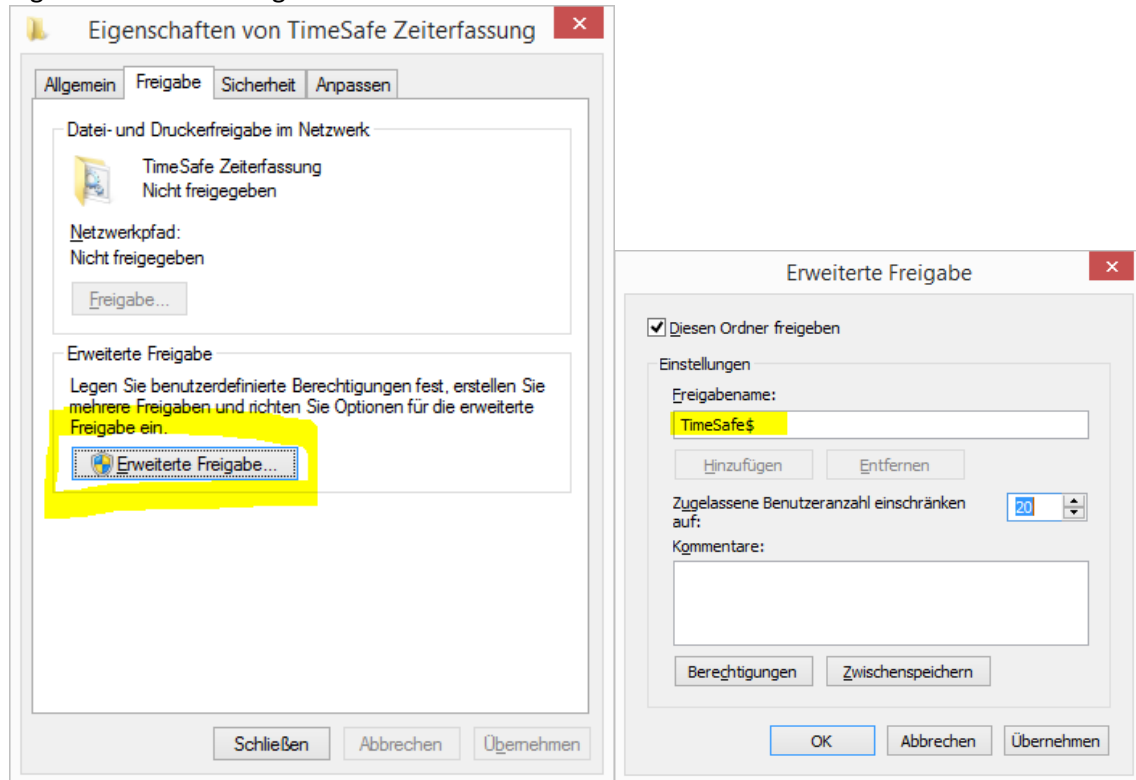 Eigenschaften von TimeSafe Zeiterfassung
Allgemein Freigabe Sicherheit Anpassen
Datei- und Druckerfreigabe im Netzwerk
TimeSafe Zeiterfassung
Nicht freigegeben
Netzwerkpfad:
Nicht freigegeben
Freigabe...
Erweiterte Freigabe
Legen Sie benutzerdefinierte Berechtigungen fest, erstellen Sie
mehrere Freigaben und richten Sie Optionen für die erweiterte
Freigabe ein.
Erweiterte Freigabe...
Schließen Abbrechen Übernehmen
Erweiterte Freigabe
Diesen Ordner freigeben
Einstellungen
Freigabename:
TimeSafe$
Hinzufügen Entfernen
Zugelassene Benutzeranzahl einschränken
auf:
20
Kommentare:
Berechtigungen Zwischenspeichern
OK Abbrechen Übernehmen